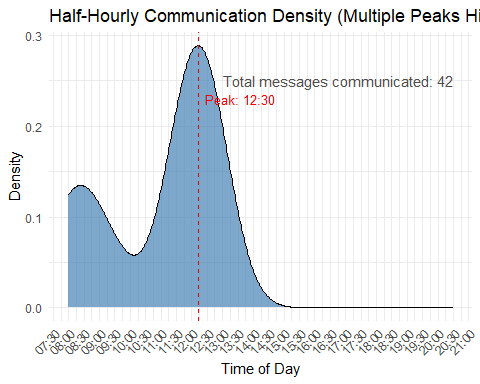 Half-Hourly Communication Density (Multiple Peaks Hi
0.3
Total messages communicated: 42
Peak: 12:30
0.2
Density
0.1
0.0
07:30 08:00 08:30 09:00 09:30 10:00 10:30 11:00 11:30 12:00 12:30 13:00 13:30 14:00 14:30 15:00 15:30 16:00 16:30 17:00 17:30 18:00 18:30 19:00 19:30 20:00 20:30 21:00
Time of Day